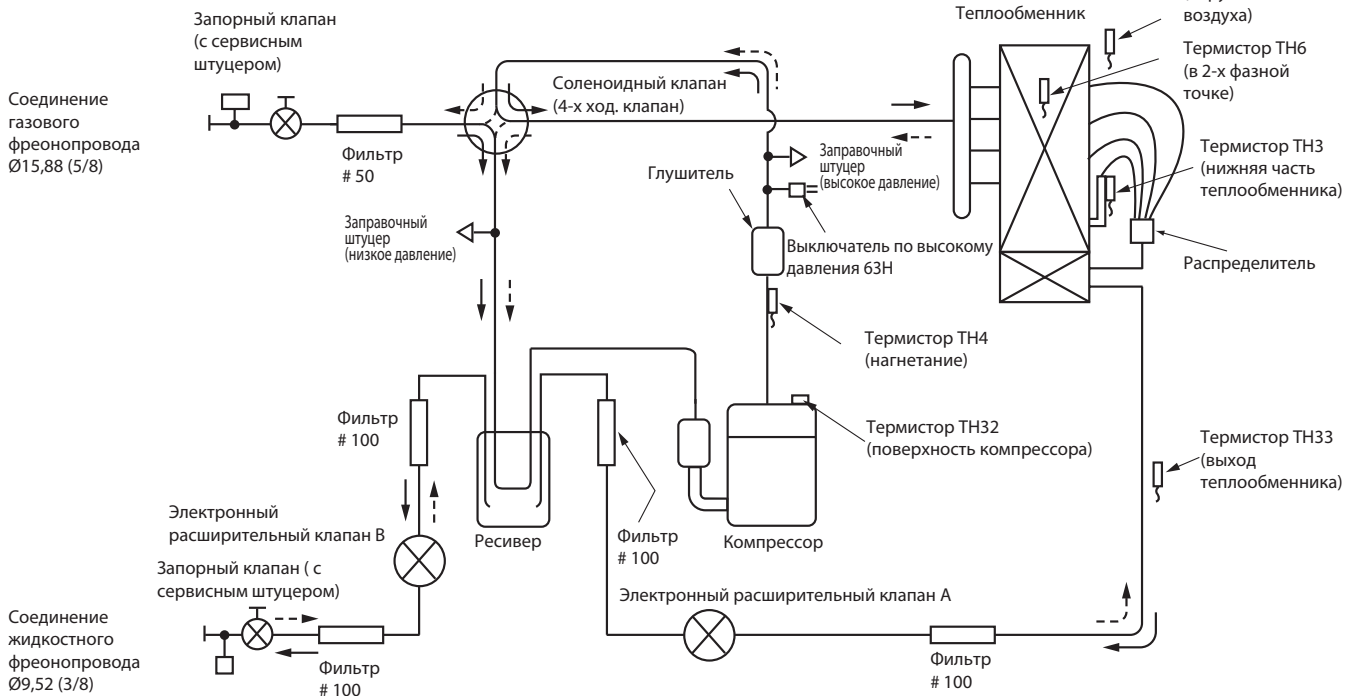 Запорный клапан
(с сервисным
штуцером)
Соединение
газового
фреонопровода
Ø15,88 (5/8)
Фильтр
# 50
Соленоидный клапан
(4-х ход. клапан)
Теплообменник
воздуха)
Термистор TH6
(в 2-х фазной
точке)
Термистор TH3
(нижняя часть
теплообменника)
Распределитель
Заправочный
штуцер
(высокое давление)
Глушитель
Выключатель по высокому
давления 63H
Заправочный
штуцер
(низкое давление)
Термистор TH4
(нагнетание)
Термистор TH32
(поверхность компрессора)
Термистор TH33
(выход
теплообменника)
Фильтр
# 100
Ресивер
Фильтр
# 100
Компрессор
Электронный
расширительный клапан B
Запорный клапан ( с
сервисным штуцером)
Электронный расширительный клапан A
Соединение
жидкостного
фреонопровода
Ø9,52 (3/8)
Фильтр
# 100
Фильтр
# 100